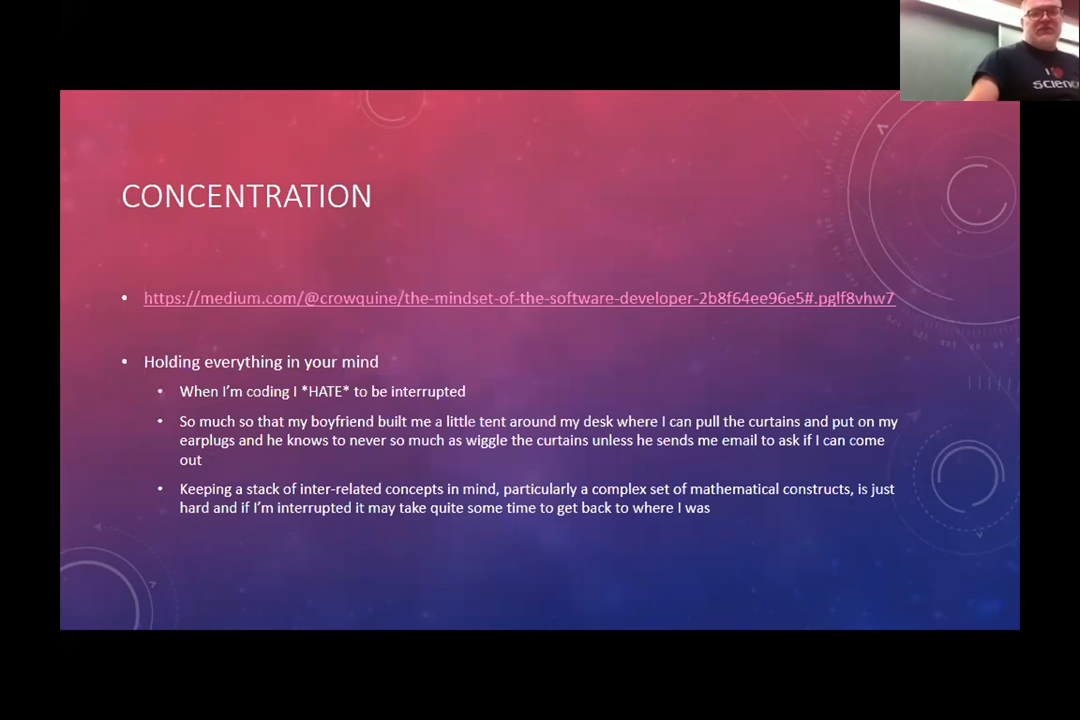 I
SCIEN
CONCENTRATION
https://medium.com/@crowquine/the-mindset-of-the-software-developer-2b8f64ee96e5#.pglf8vhw7
Holding everything in your mind
When I'm coding I *HATE* to be interrupted
So much so that my boyfriend built me a little tent around my desk where I can pull the curtains and put on my
earplugs and he knows to never so much as wiggle the curtains unless he sends me email to ask if I can come
out
Keeping a stack of inter-related concepts in mind, particularly a complex set of mathematical constructs, is just
hard and if I'm interrupted it may take quite some time to get back to where I was